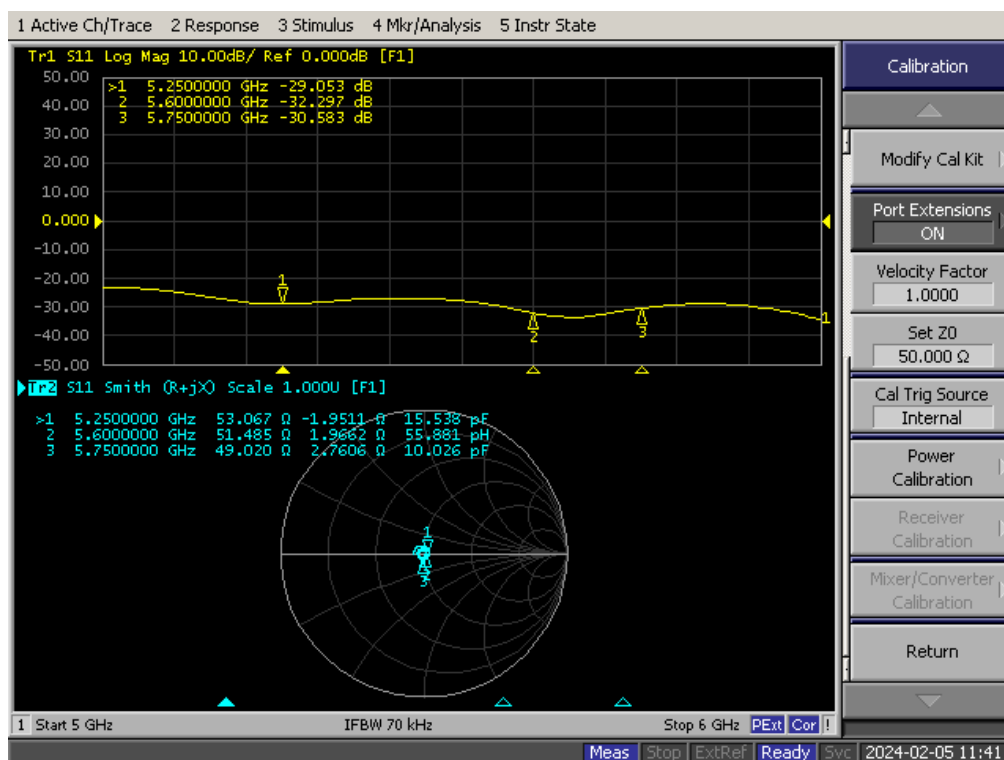 1 Active Ch/Trace 2 Response 3 Stimulus 4 Mkr/Analysis 5 Instr State
Tr1 S11 Log Mag 10.00dB/ Ref 0.000dB [F1]
50.00
>1 5.2500000 GHz -29.053 dB
40.00
2 5.6000000 GHz -32.297 dB
3 5.7500000 GHz -30.583 dB
30.00
20.00
10.00
0.000
-10.00
-20.00
1
-30.00
2
3
1
-40.00
-50.00
Tr2 S11 Smith (R+jX) Scale 1.000U [F1]
>1 5.2500000 GHz 53.067 Ω -1.9511 Ω 15.538 pF
2 5.6000000 GHz 51.485 Ω 1.9662 Ω 55.881 pH
3 5.7500000 GHz 49.020 Ω 2.7606 Ω 10.026 pF
1
3
1 Start 5 GHz IFBW 70 kHz Stop 6 GHz PExt Cor !
Calibration
Modify Cal Kit
Port Extensions
ON
Velocity Factor
1.0000
Set Z0
50.000 Ω
Cal Trig Source
Internal
Power
Calibration
Receiver
Calibration
Mixer/Converter
Calibration
Return
Meas Stop ExtRef Ready Svc 2024-02-05 11:41